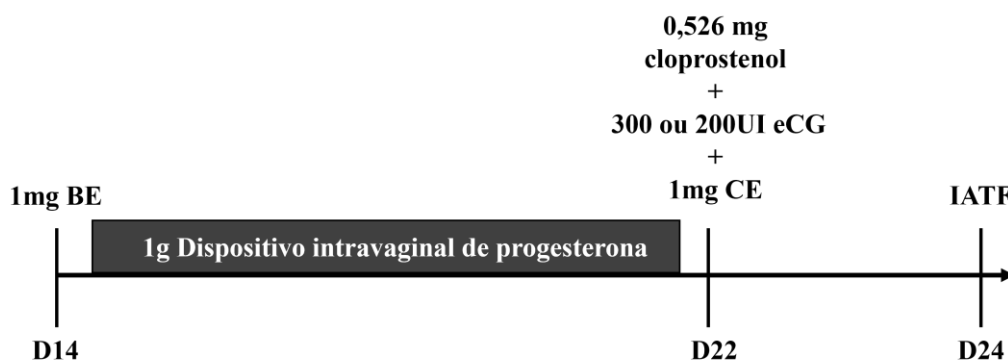 0,526 mg
cloprostenol
+
300 ou 200UI eCG
+
1mg CE
1mg BE
IATF
1g Dispositivo intravaginal de progesterona
D14
D22
D24